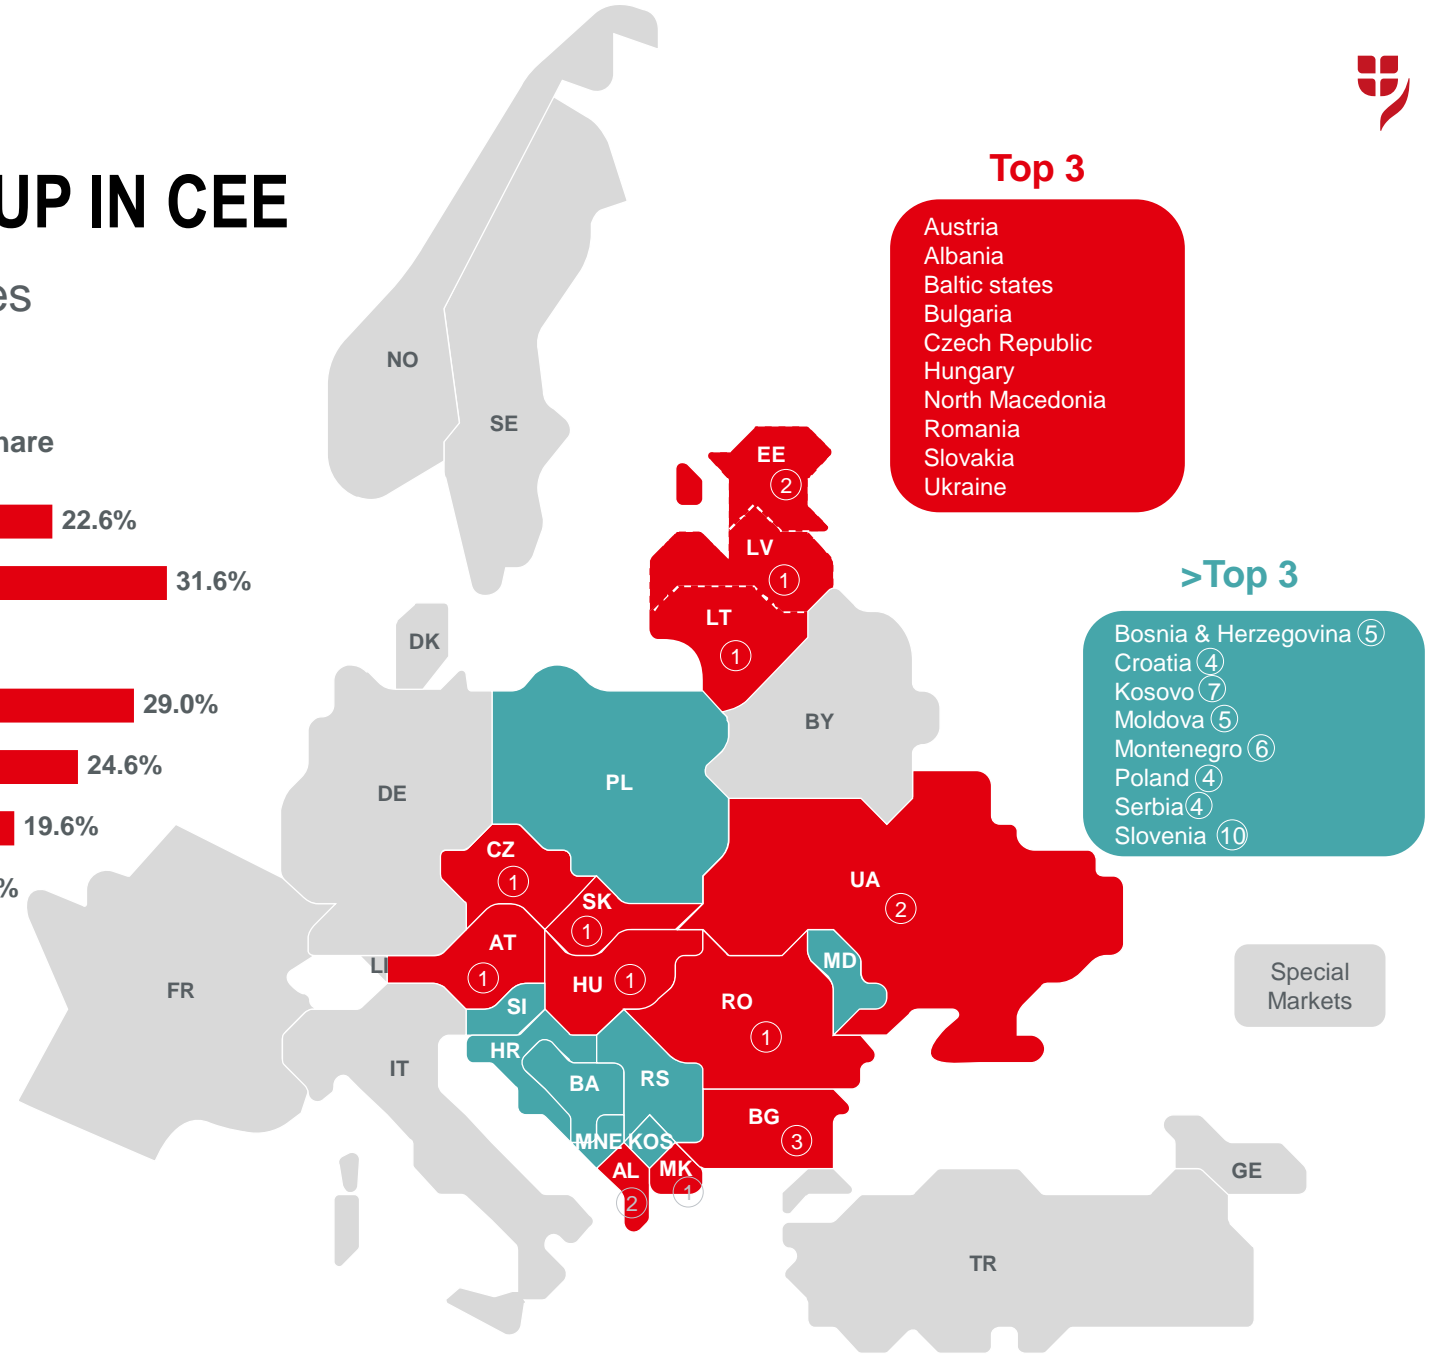 UP IN CEE
es
hare
22.6%
31.6%
29.0%
24.6%
19.6%
%
Top 3
Austria
Albania
Baltic states
Bulgaria
Czech Republic
Hungary
North Macedonia
Romania
Slovakia
Ukraine
>Top 3
Bosnia & Herzegovina 5
Croatia 4
Kosovo 7
Moldova 5
Montenegro 6
Poland 4
Serbia 4
Slovenia 10
Special
Markets
NO
SE
EE
2
LV
1
LT
1
DK
BY
DE
PL
CZ
1
SK
1
UA
2
AT
1
LI
HU
1
MD
FR
SI
RO
1
HR
IT
BA
RS
BG
3
MNE
KOS
AL
2
MK
1
GE
TR